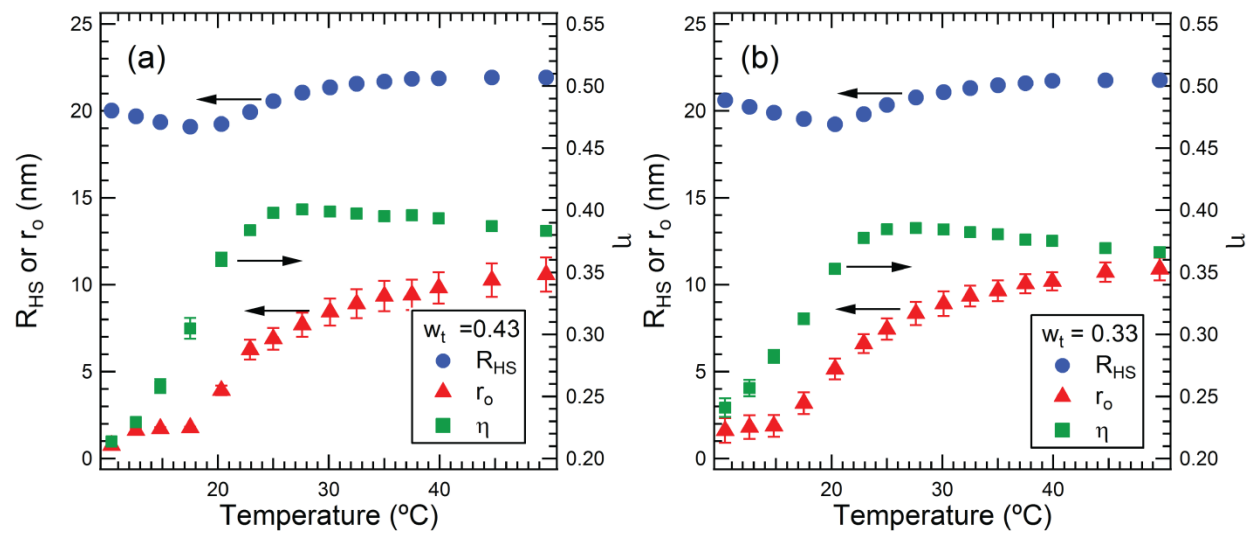 (a)
25
20
15
10
5
0
R_HS or r_o (nm)
0.55
0.50
0.45
0.40
0.35
0.30
0.25
0.20
η
w_t =0.43
R_HS
r_o
η
20
30
40
Temperature (ºC)
(b)
25
20
15
10
5
0
R_HS or r_o (nm)
0.55
0.50
0.45
0.40
0.35
0.30
0.25
0.20
η
w_t = 0.33
R_HS
r_o
η
20
30
40
Temperature (ºC)